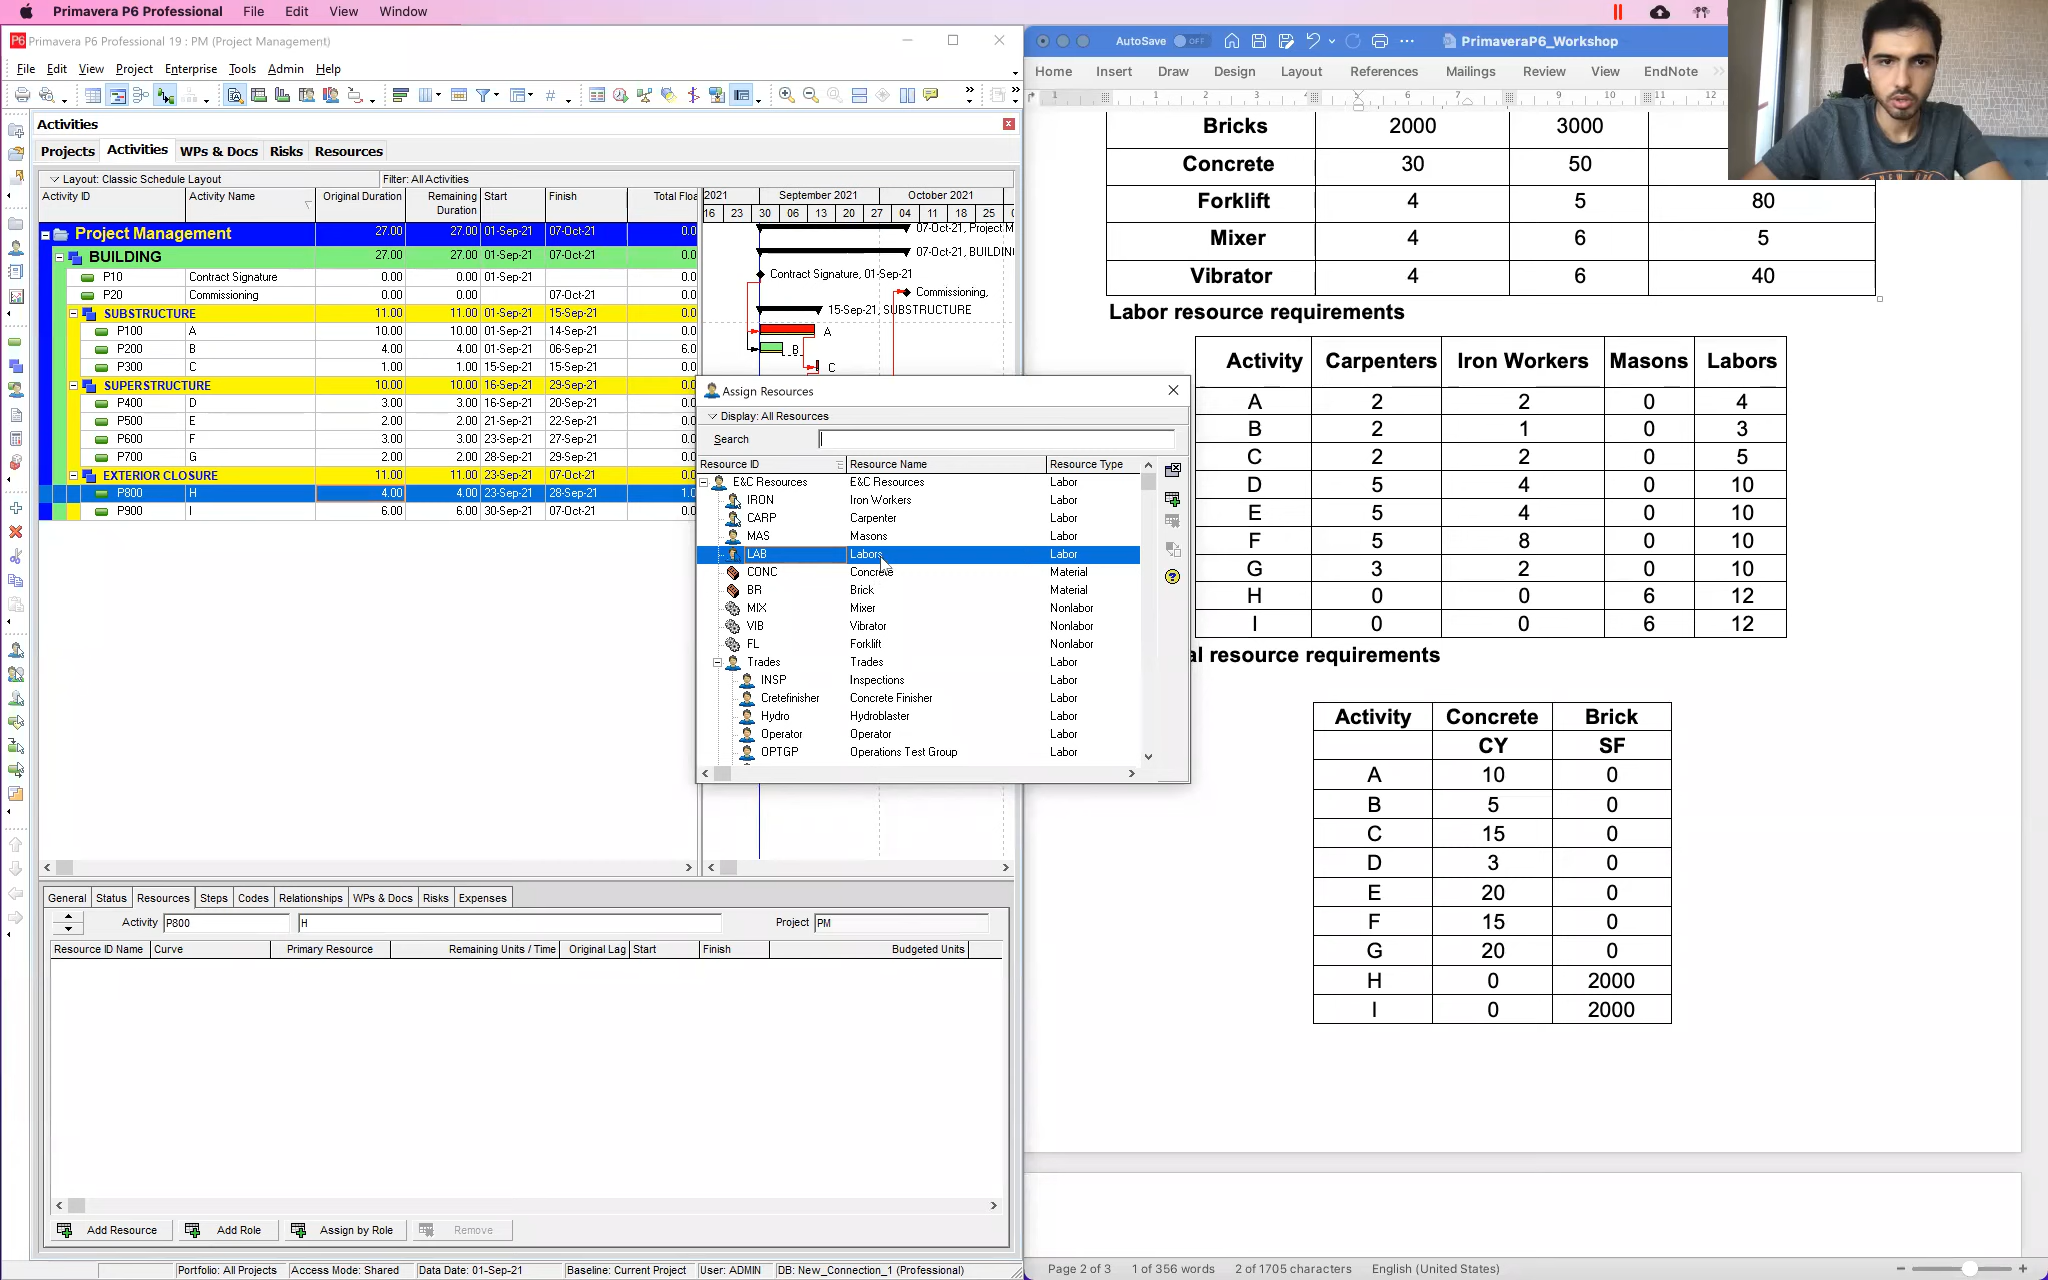 Primavera P6 Professional File Edit View Window
P6 Primavera P6 Professional 19 : PM (Project Management)
File Edit View Project Enterprise Tools Admin Help
Activities
Projects Activities WPs & Docs Risks Resources
Layout: Classic Schedule Layout Filter: All Activities
Activity ID Activity Name Original Duration Remaining Duration Start Finish Total Floa
2021 September 2021 October 2021
16 23 30 06 13 20 27 04 11 18 25
Project Management 27.00 27.00 01-Sep-21 07-Oct-21 0.0
BUILDING 27.00 27.00 01-Sep-21 07-Oct-21 0.0
P10 Contract Signature 0.00 0.00 01-Sep-21 0.0
P20 Commissioning 0.00 0.00 07-Oct-21 0.0
SUBSTRUCTURE 11.00 11.00 01-Sep-21 15-Sep-21 0.0
P100 A 10.00 10.00 01-Sep-21 14-Sep-21 0.0
P200 B 4.00 4.00 01-Sep-21 06-Sep-21 6.0
P300 C 1.00 1.00 15-Sep-21 15-Sep-21 0.0
SUPERSTRUCTURE 10.00 10.00 16-Sep-21 29-Sep-21 0.0
P400 D 3.00 3.00 16-Sep-21 20-Sep-21 0.0
P500 E 2.00 2.00 21-Sep-21 22-Sep-21 0.0
P600 F 3.00 3.00 23-Sep-21 27-Sep-21 0.0
P700 G 2.00 2.00 28-Sep-21 29-Sep-21 0.0
EXTERIOR CLOSURE 11.00 11.00 23-Sep-21 07-Oct-21 0.0
P800 H 4.00 4.00 23-Sep-21 28-Sep-21 1.0
P900 I 6.00 6.00 30-Sep-21 07-Oct-21 0.0
07-Oct-21, Project M
07-Oct-21, BUILDIN
Contract Signature, 01-Sep-21
Commissioning,
15-Sep-21, SUBSTRUCTURE
A
B
C
Assign Resources
Display: All Resources
Search
Resource ID Resource Name Resource Type
E&C Resources E&C Resources Labor
IRON Iron Workers Labor
CARP Carpenter Labor
MAS Masons Labor
LAB Labors Labor
CONC Concrete Material
BR Brick Material
MIX Mixer Nonlabor
VIB Vibrator Nonlabor
FL Forklift Nonlabor
Trades Trades Labor
INSP Inspections Labor
Cretefinisher Concrete Finisher Labor
Hydro Hydroblaster Labor
Operator Operator Labor
OPTGP Operations Test Group Labor
General Status Resources Steps Codes Relationships WPs & Docs Risks Expenses
Activity P800 H Project PM
Resource ID Name Curve Primary Resource Remaining Units / Time Original Lag Start Finish Budgeted Units
Add Resource Add Role Assign by Role Remove
Portfolio: All Projects Access Mode: Shared Data Date: 01-Sep-21 Baseline: Current Project User: ADMIN DB: New_Connection_1 (Professional)
AutoSave OFF PrimaveraP6_Workshop
Home Insert Draw Design Layout References Mailings Review View EndNote
1 1 2 3 4 5 6 7 8 9 10 11 12
Bricks 2000 3000
Concrete 30 50
Forklift 4 5 80
Mixer 4 6 5
Vibrator 4 6 40
Labor resource requirements
Activity Carpenters Iron Workers Masons Labors
A 2 2 0 4
B 2 1 0 3
C 2 2 0 5
D 5 4 0 10
E 5 4 0 10
F 5 8 0 10
G 3 2 0 10
H 0 0 6 12
I 0 0 6 12
al resource requirements
Activity Concrete Brick
CY SF
A 10 0
B 5 0
C 15 0
D 3 0
E 20 0
F 15 0
G 20 0
H 0 2000
I 0 2000
Page 2 of 3 1 of 356 words 2 of 1705 characters English (United States)